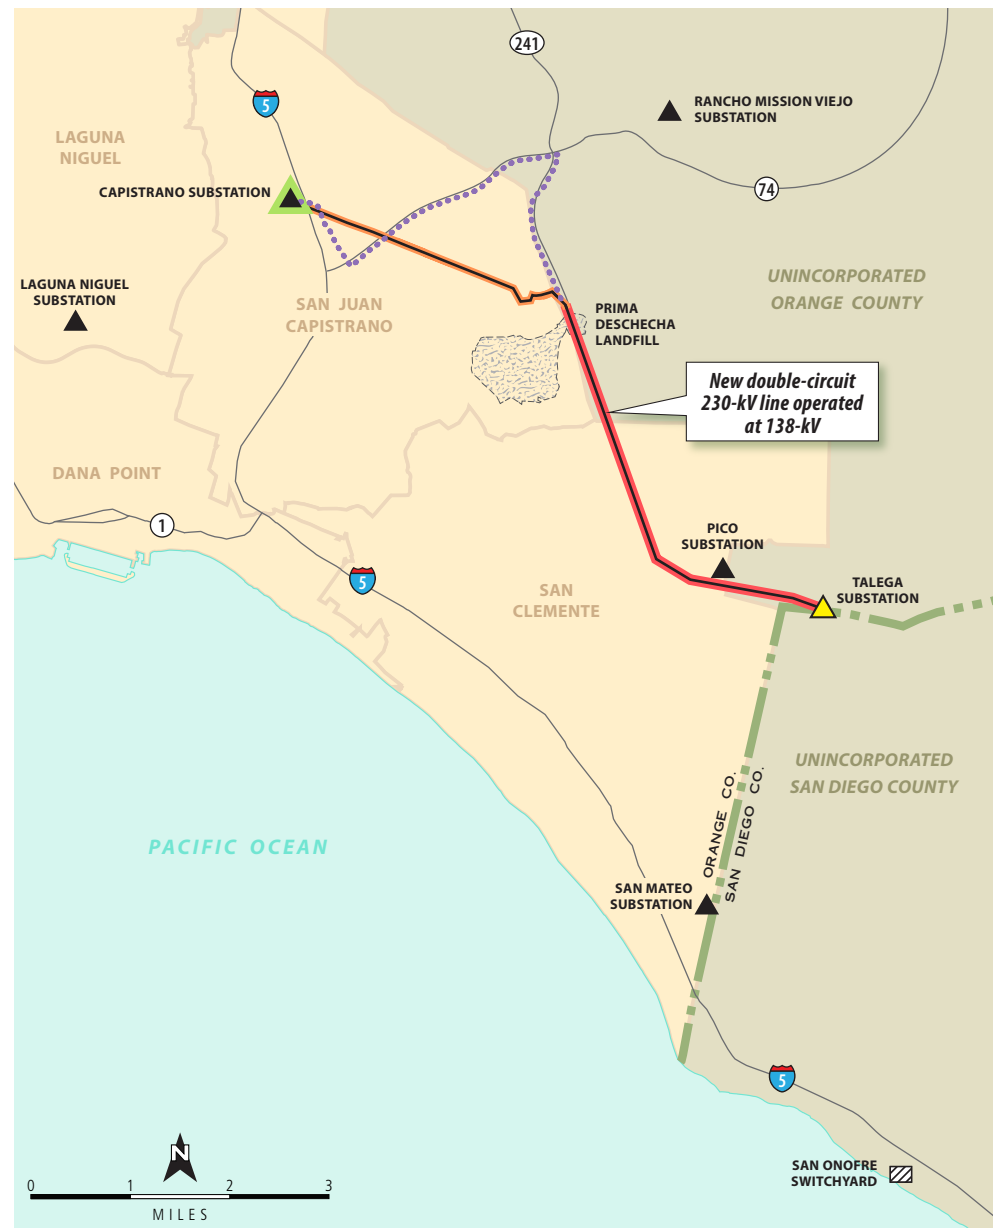 241
RANCHO MISSION VIEJO
SUBSTATION
5
LAGUNA
NIGUEL
CAPISTRANO SUBSTATION
74
UNINCORPORATED
ORANGE COUNTY
LAGUNA NIGUEL
SUBSTATION
SAN JUAN
CAPISTRANO
PRIMA
DESCHECHA
LANDFILL
New double-circuit
230-kV line operated
at 138-kV
DANA POINT
1
PICO
SUBSTATION
5
SAN
CLEMENTE
TALEGA
SUBSTATION
UNINCORPORATED
SAN DIEGO COUNTY
ORANGE CO.
SAN DIEGO CO.
PACIFIC OCEAN
SAN MATEO
SUBSTATION
5
N
SAN ONOFRE
SWITCHYARD
0 1 2 3
MILES